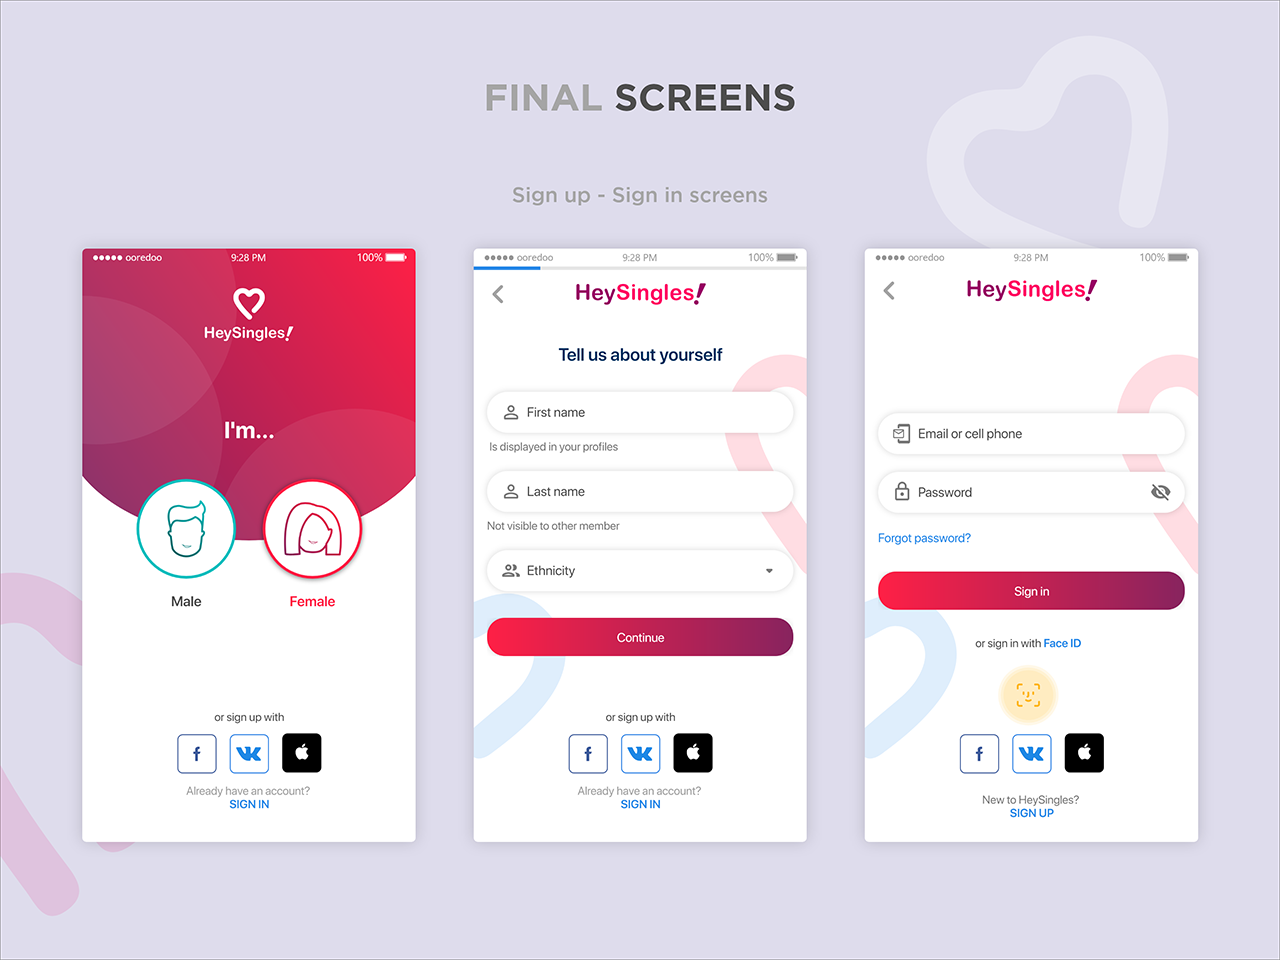 FINAL SCREENS
Sign up - Sign in screens
ooredoo 9:28 PM 100%
HeySingles!
I'm...
Male Female
or sign up with
f VK
Already have an account?
SIGN IN
ooredoo 9:28 PM 100%
HeySingles!
Tell us about yourself
First name
Is displayed in your profiles
Last name
Not visible to other member
Ethnicity
Continue
or sign up with
f VK
Already have an account?
SIGN IN
ooredoo 9:28 PM 100%
HeySingles!
Email or cell phone
Password
Forgot password?
Sign in
or sign in with Face ID
f VK
New to HeySingles?
SIGN UP